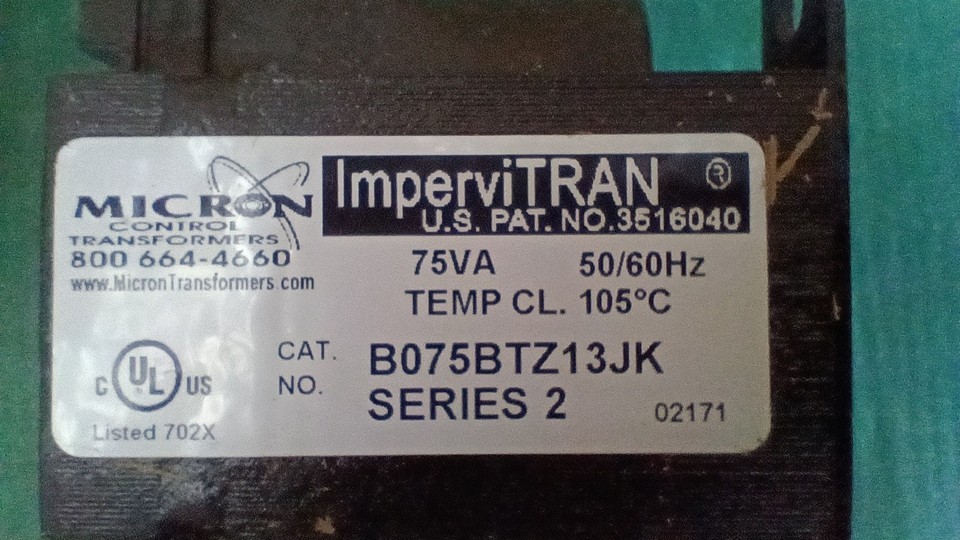 MICRON
CONTROL
TRANSFORMERS
800 664-4660
www.MicronTransformers.com
ImperviTRAN ®
U.S. PAT. NO.3516040
75VA 50/60Hz
TEMP CL. 105°C
C UL US
Listed 702X
CAT. NO. B075BTZ13JK
SERIES 2 02171